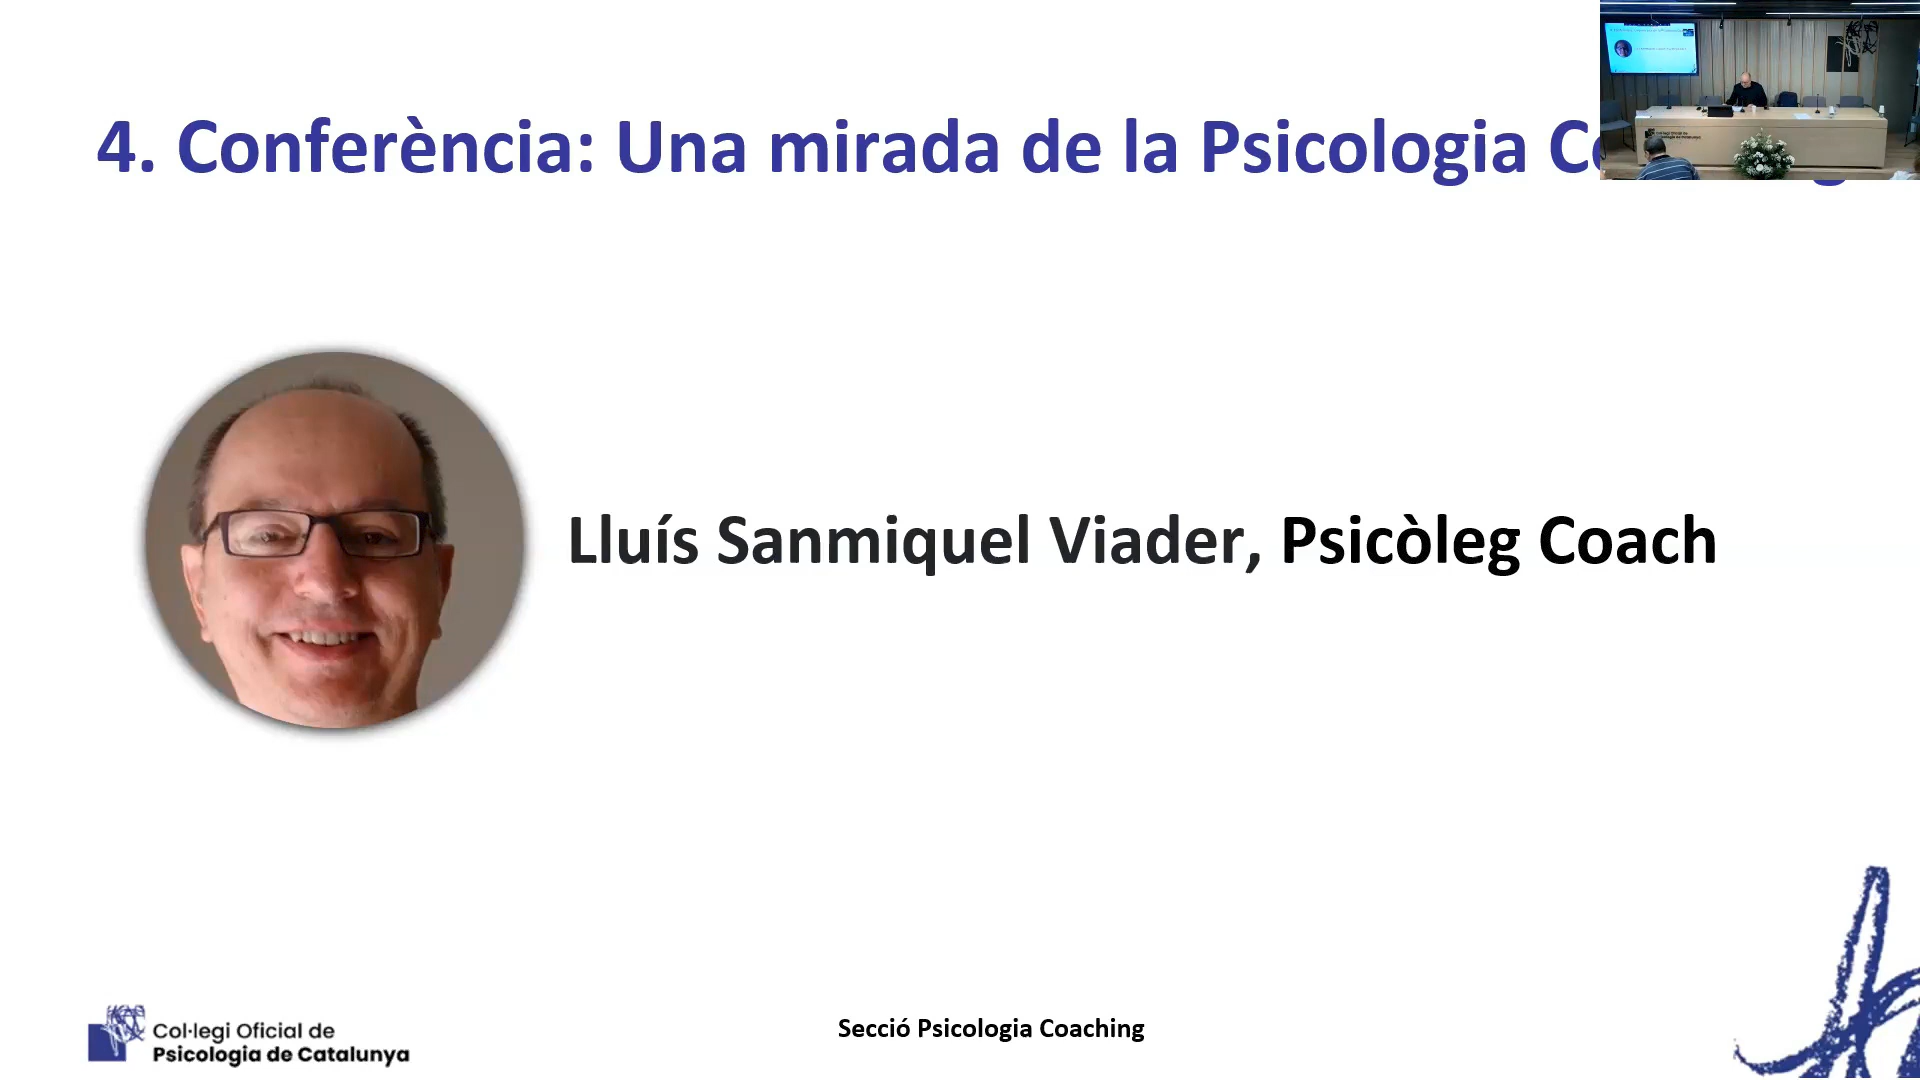 4. Conferència: Una mirada de la Psicologia
Lluís Sanmiquel Viader, Psicòleg Coach
Col·legi Oficial de
Psicologia de Catalunya
Secció Psicologia Coaching